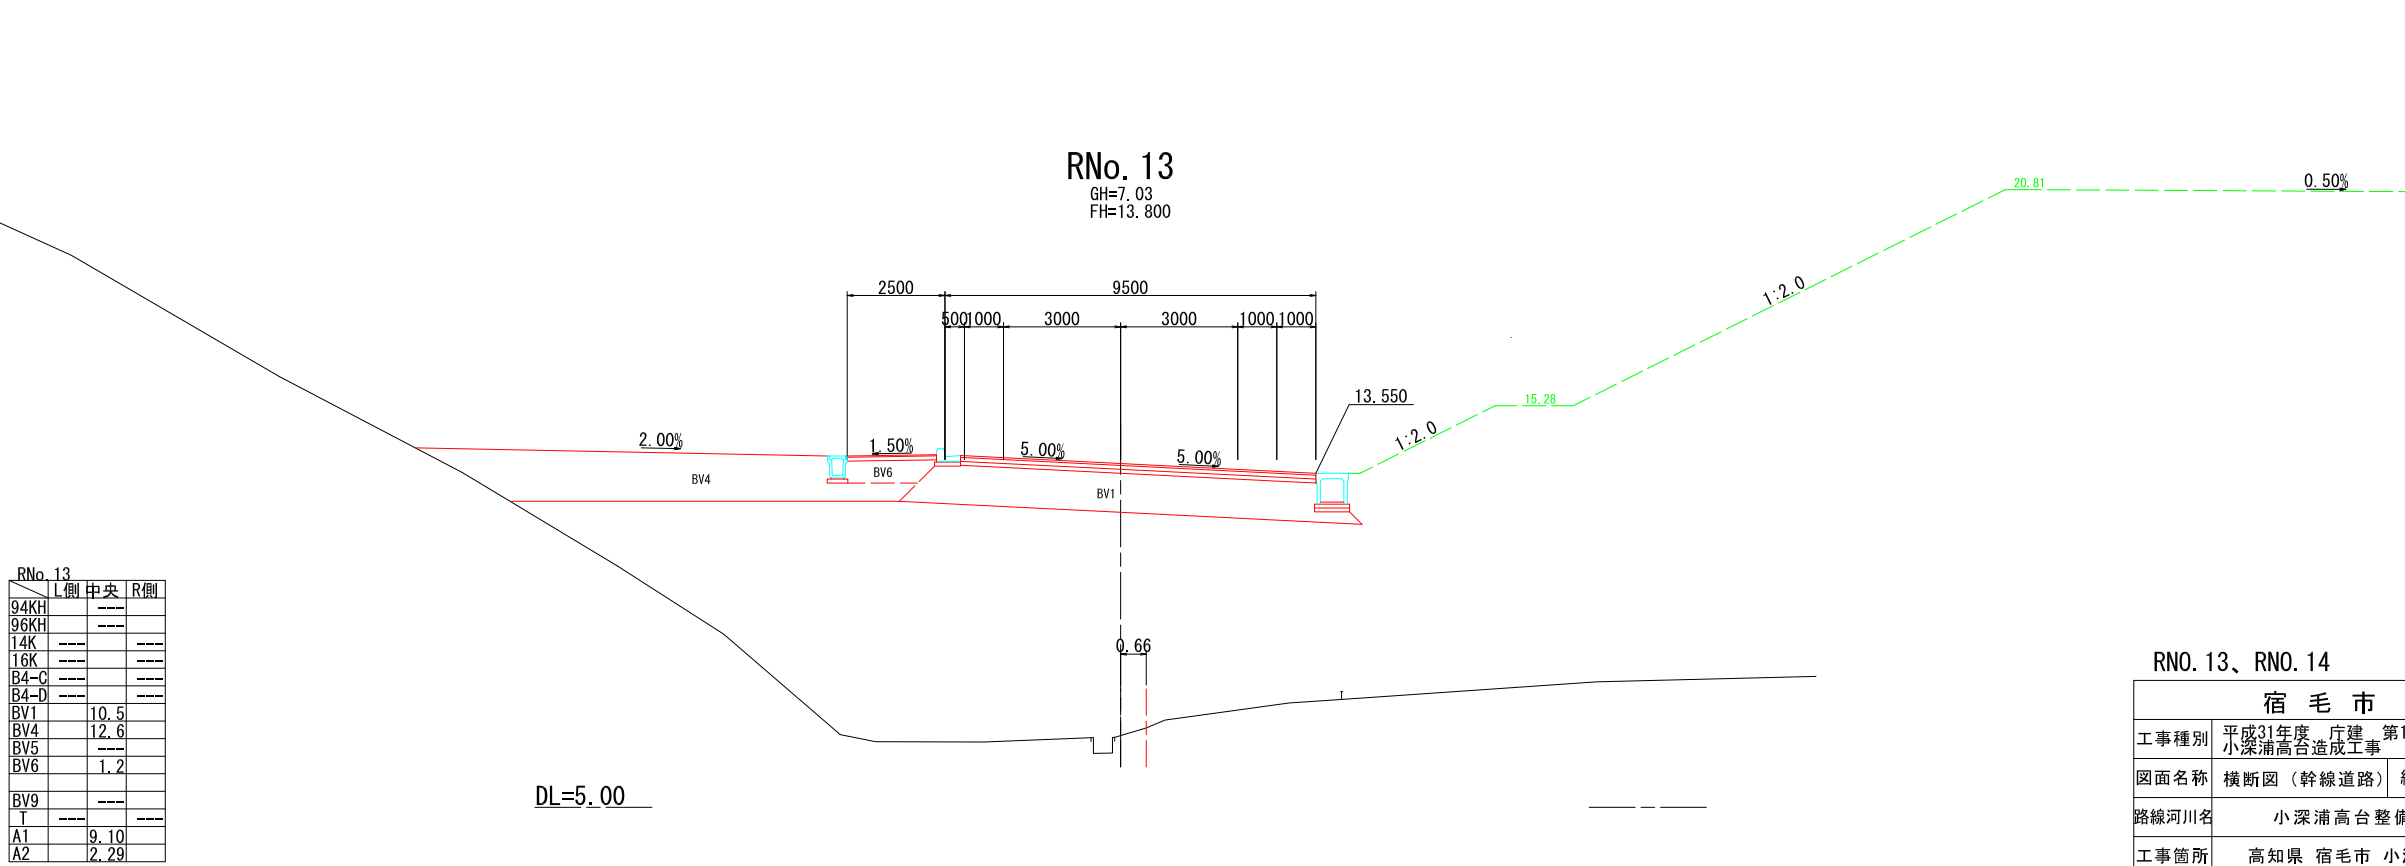 RNo. 13
GH=7.03
FH=13.800
20.81
0.50%
1:2.0
2500
9500
500
1000
3000
3000
1000
1000
13.550
15.28
1:2.0
2.00%
1.50%
5.00%
5.00%
BV4
BV6
BV1
0.66
DL=5.00
RNo. 13
L側 中央 R側
94KH ---
96KH ---
14K --- ---
16K --- ---
B4-C --- ---
B4-D --- ---
BV1 10.5
BV4 12.6
BV5 ---
BV6 1.2
BV9 ---
T --- ---
A1 9.10
A2 2.29
T
RNO. 13、RNO. 14
宿毛市
工事種別 平成31年度 庁建 第1
小深浦高台造成工事
図面名称 横断図（幹線道路）
路線河川名 小深浦高台整
工事箇所 高知県 宿毛市 小